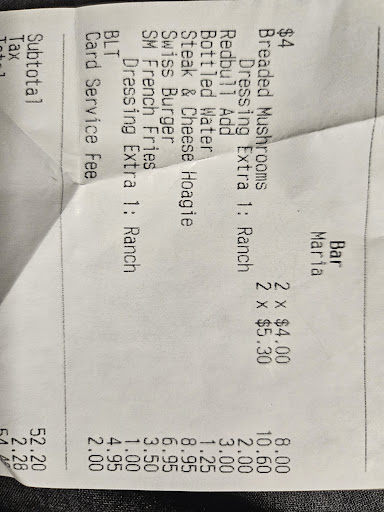 Bar
Maria
$4 2 x $4.00 8.00
Breaded Mushrooms 2 x $5.30 10.60
Dressing Extra 1: Ranch 2.00
Redbull Add 3.00
Bottled Water 1.25
Steak & Cheese Hoagie 8.95
Swiss Burger 6.95
SM French Fries 3.50
Dressing Extra 1: Ranch 1.00
BLT 4.95
Card Service Fee 2.00
Subtotal 52.20
Tax 2.28